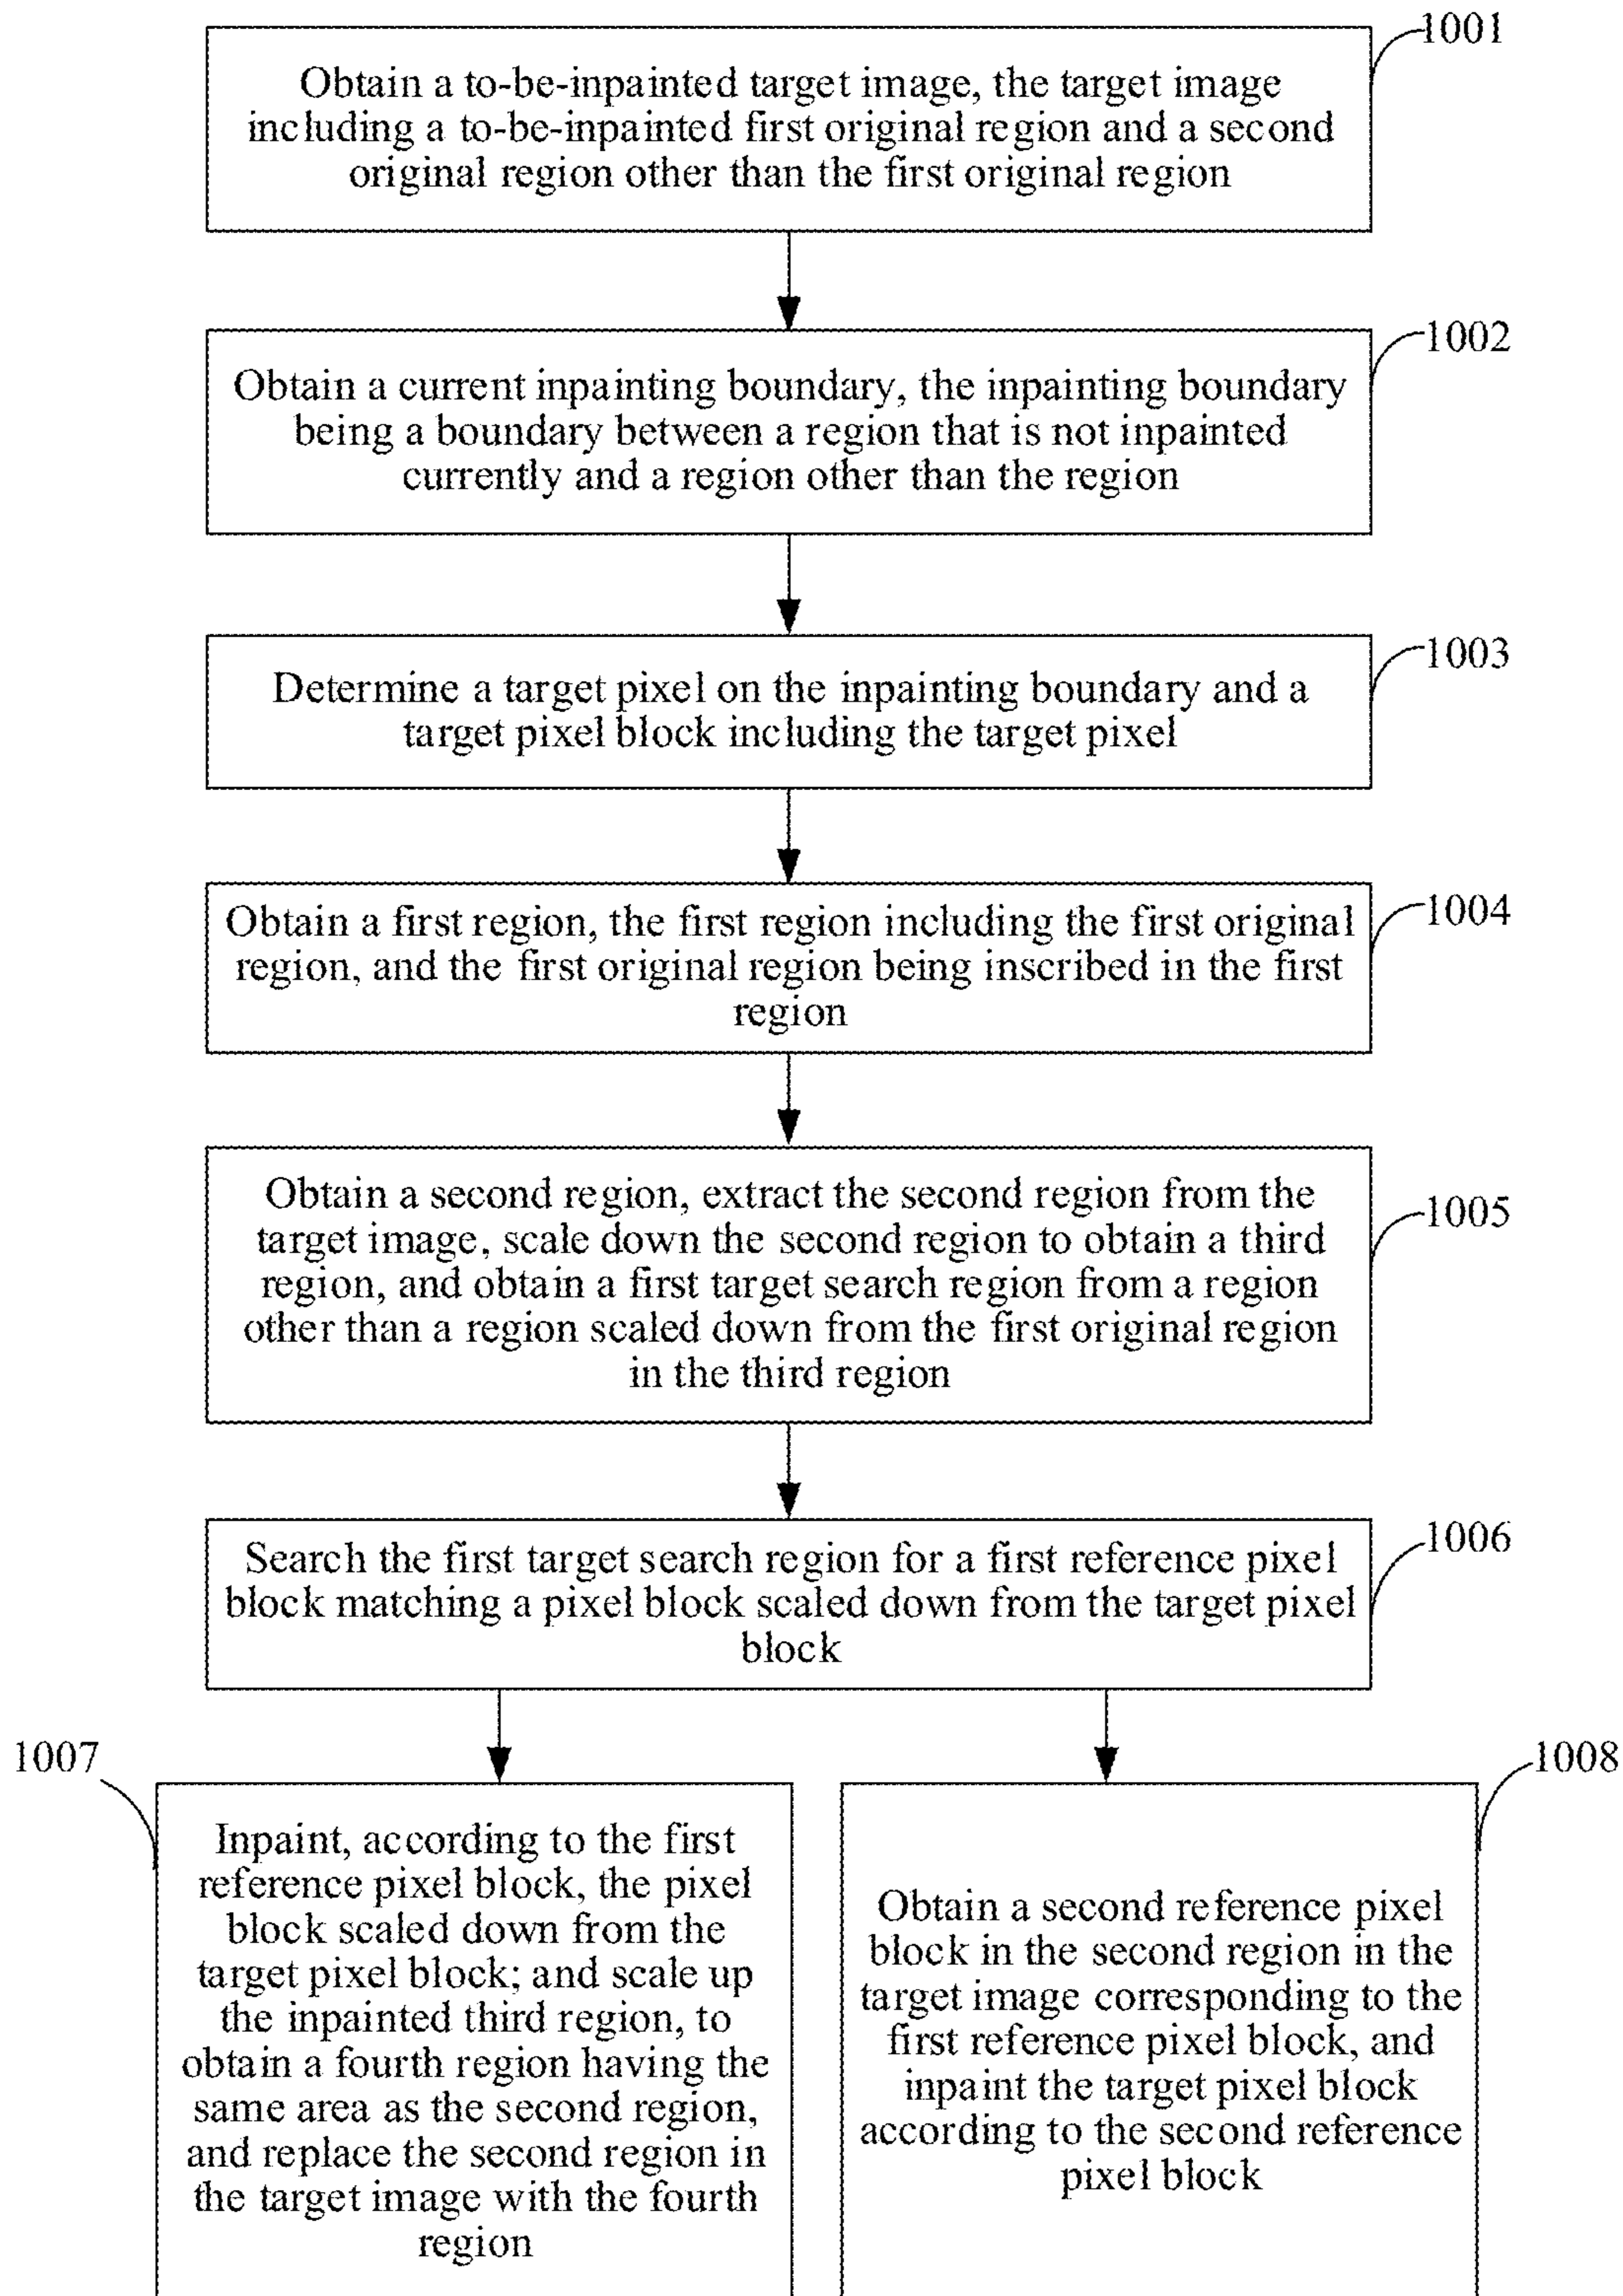 1001
Obtain a to-be-inpainted target image, the target image
including a to-be-inpainted first original region and a second
original region other than the first original region
1002
Obtain a current inpainting boundary, the inpainting boundary
being a boundary between a region that is not inpainted
currently and a region other than the region
1003
Determine a target pixel on the inpainting boundary and a
target pixel block including the target pixel
1004
Obtain a first region, the first region including the first original
region, and the first original region being inscribed in the first
region
1005
Obtain a second region, extract the second region from the
target image, scale down the second region to obtain a third
region, and obtain a first target search region from a region
other than a region scaled down from the first original region
in the third region
1006
Search the first target search region for a first reference pixel
block matching a pixel block scaled down from the target pixel
block
1007
Inpaint, according to the first
reference pixel block, the pixel
block scaled down from the
target pixel block; and scale up
the inpainted third region, to
obtain a fourth region having the
same area as the second region,
and replace the second region in
the target image with the fourth
region
1008
Obtain a second reference pixel
block in the second region in the
target image corresponding to the
first reference pixel block, and
inpaint the target pixel block
according to the second reference
pixel block